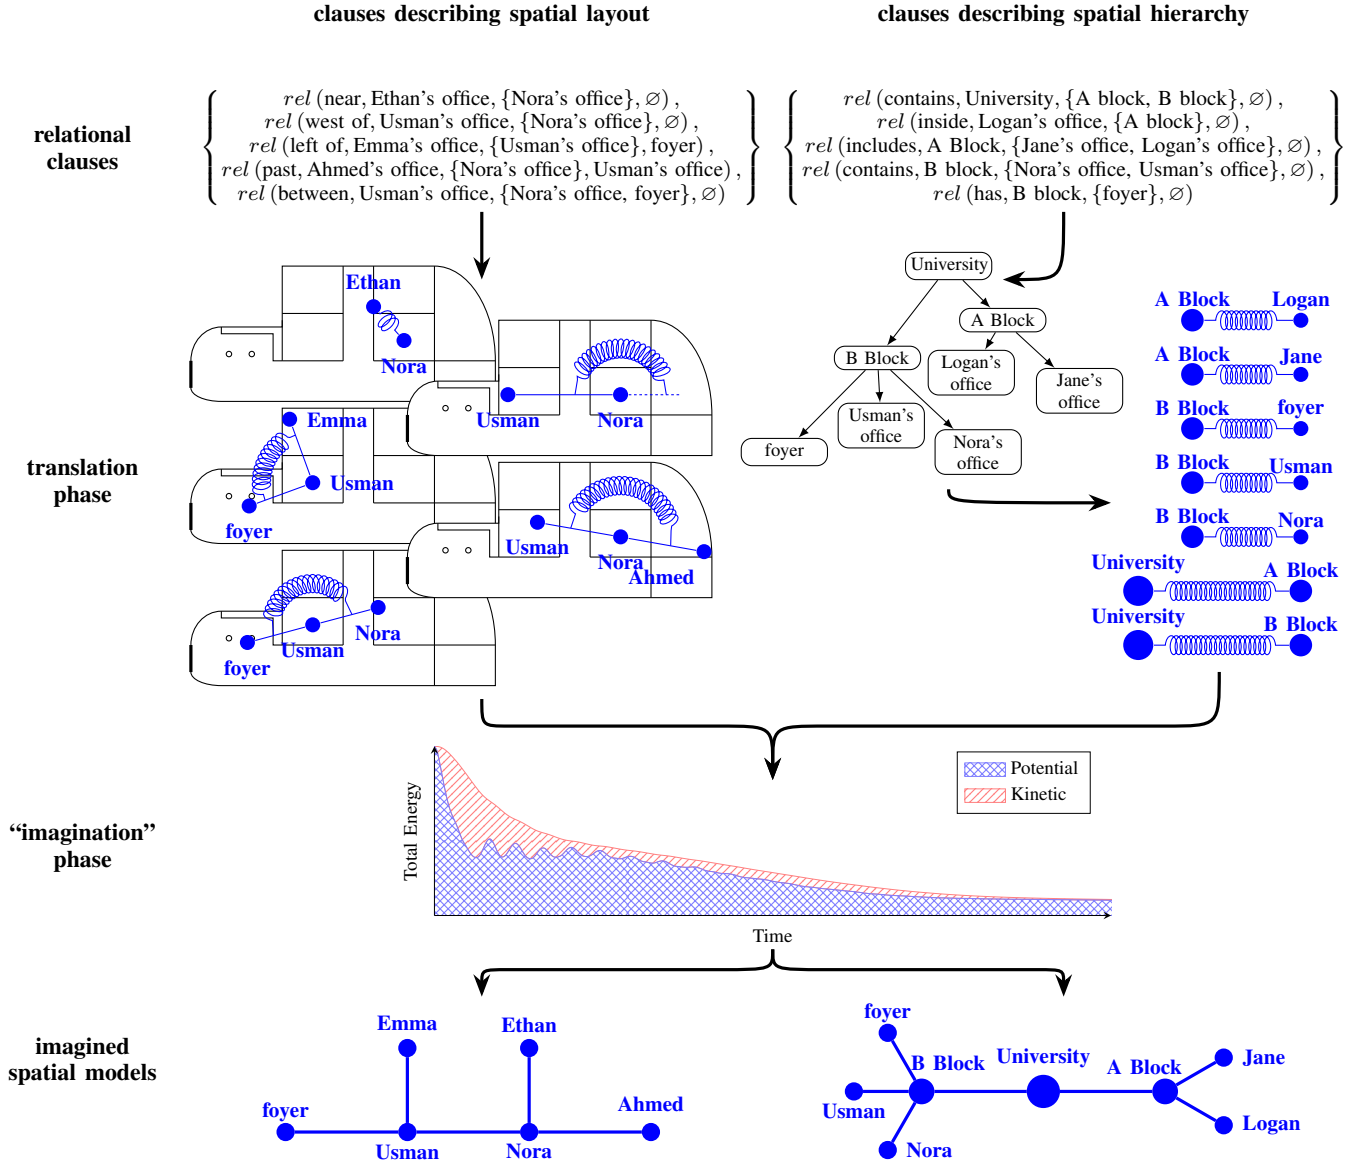 clauses describing spatial layout
clauses describing spatial hierarchy
relational
clauses
rel (near, Ethan's office, {Nora's office}, ∅) ,
rel (west of, Usman's office, {Nora's office}, ∅) ,
rel (left of, Emma's office, {Usman's office}, foyer) ,
rel (past, Ahmed's office, {Nora's office}, Usman's office) ,
rel (between, Usman's office, {Nora's office, foyer}, ∅)
rel (contains, University, {A block, B block}, ∅) ,
rel (inside, Logan's office, {A block}, ∅) ,
rel (includes, A Block, {Jane's office, Logan's office}, ∅) ,
rel (contains, B block, {Nora's office, Usman's office}, ∅) ,
rel (has, B block, {foyer}, ∅)
translation
phase
Ethan
Nora
Usman
Nora
Emma
Usman
foyer
Usman
Nora
Ahmed
Nora
Usman
foyer
University
A Block
B Block
Logan's
office
Jane's
office
Usman's
office
foyer
Nora's
office
A Block Logan
A Block Jane
B Block foyer
B Block Usman
B Block Nora
University A Block
University B Block
“imagination”
phase
Total Energy
Potential
Kinetic
Time
imagined
spatial models
Emma
Ethan
foyer
Ahmed
Usman
Nora
foyer
B Block
University
A Block
Jane
Usman
Logan
Nora